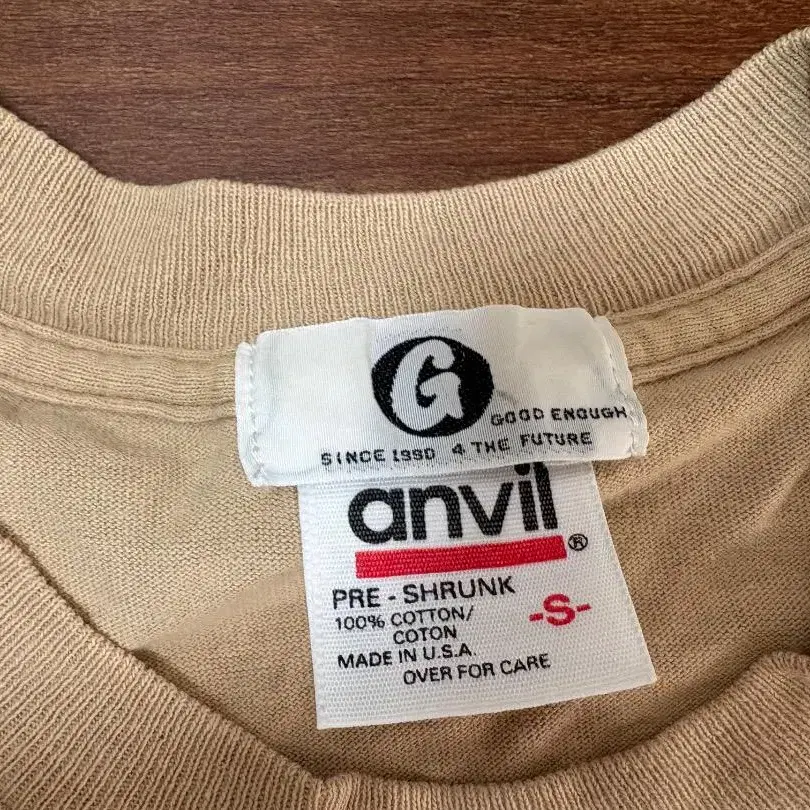 G
GOOD ENOUGH
SINCE 1990 4 THE FUTURE
anvil
®
PRE - SHRUNK
100% COTTON/
COTON
-S-
MADE IN U.S.A.
OVER FOR CARE